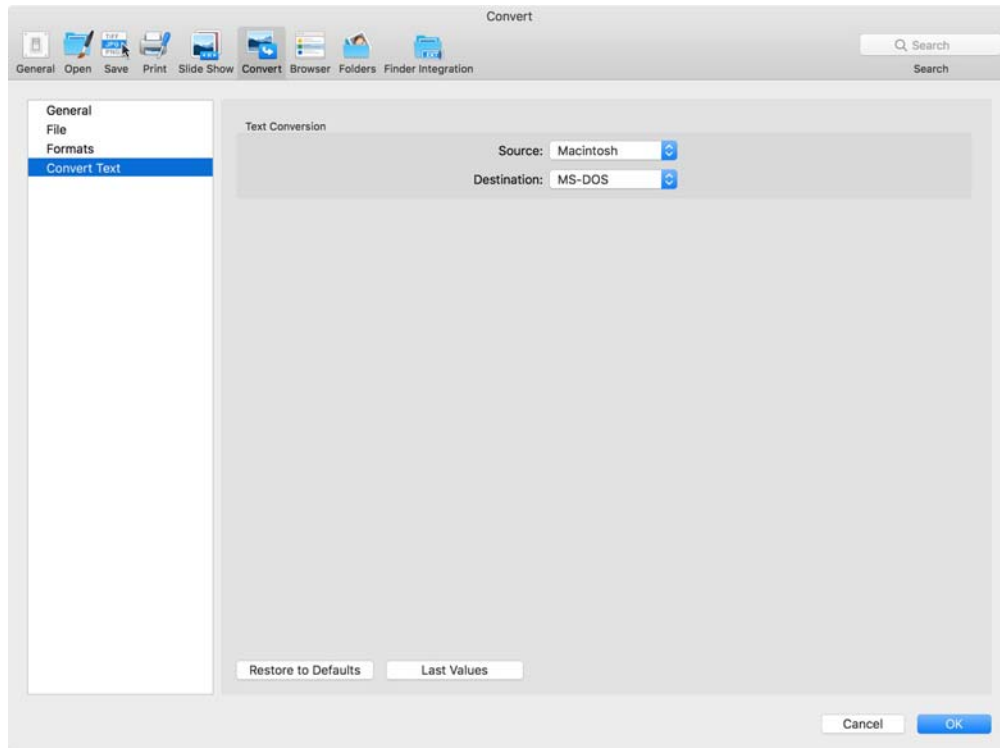 Convert
General Open Save Print Slide Show Convert Browser Folders Finder Integration
Search
Search
General
File
Formats
Convert Text
Text Conversion
Source: Macintosh
Destination: MS-DOS
Restore to Defaults Last Values
Cancel OK